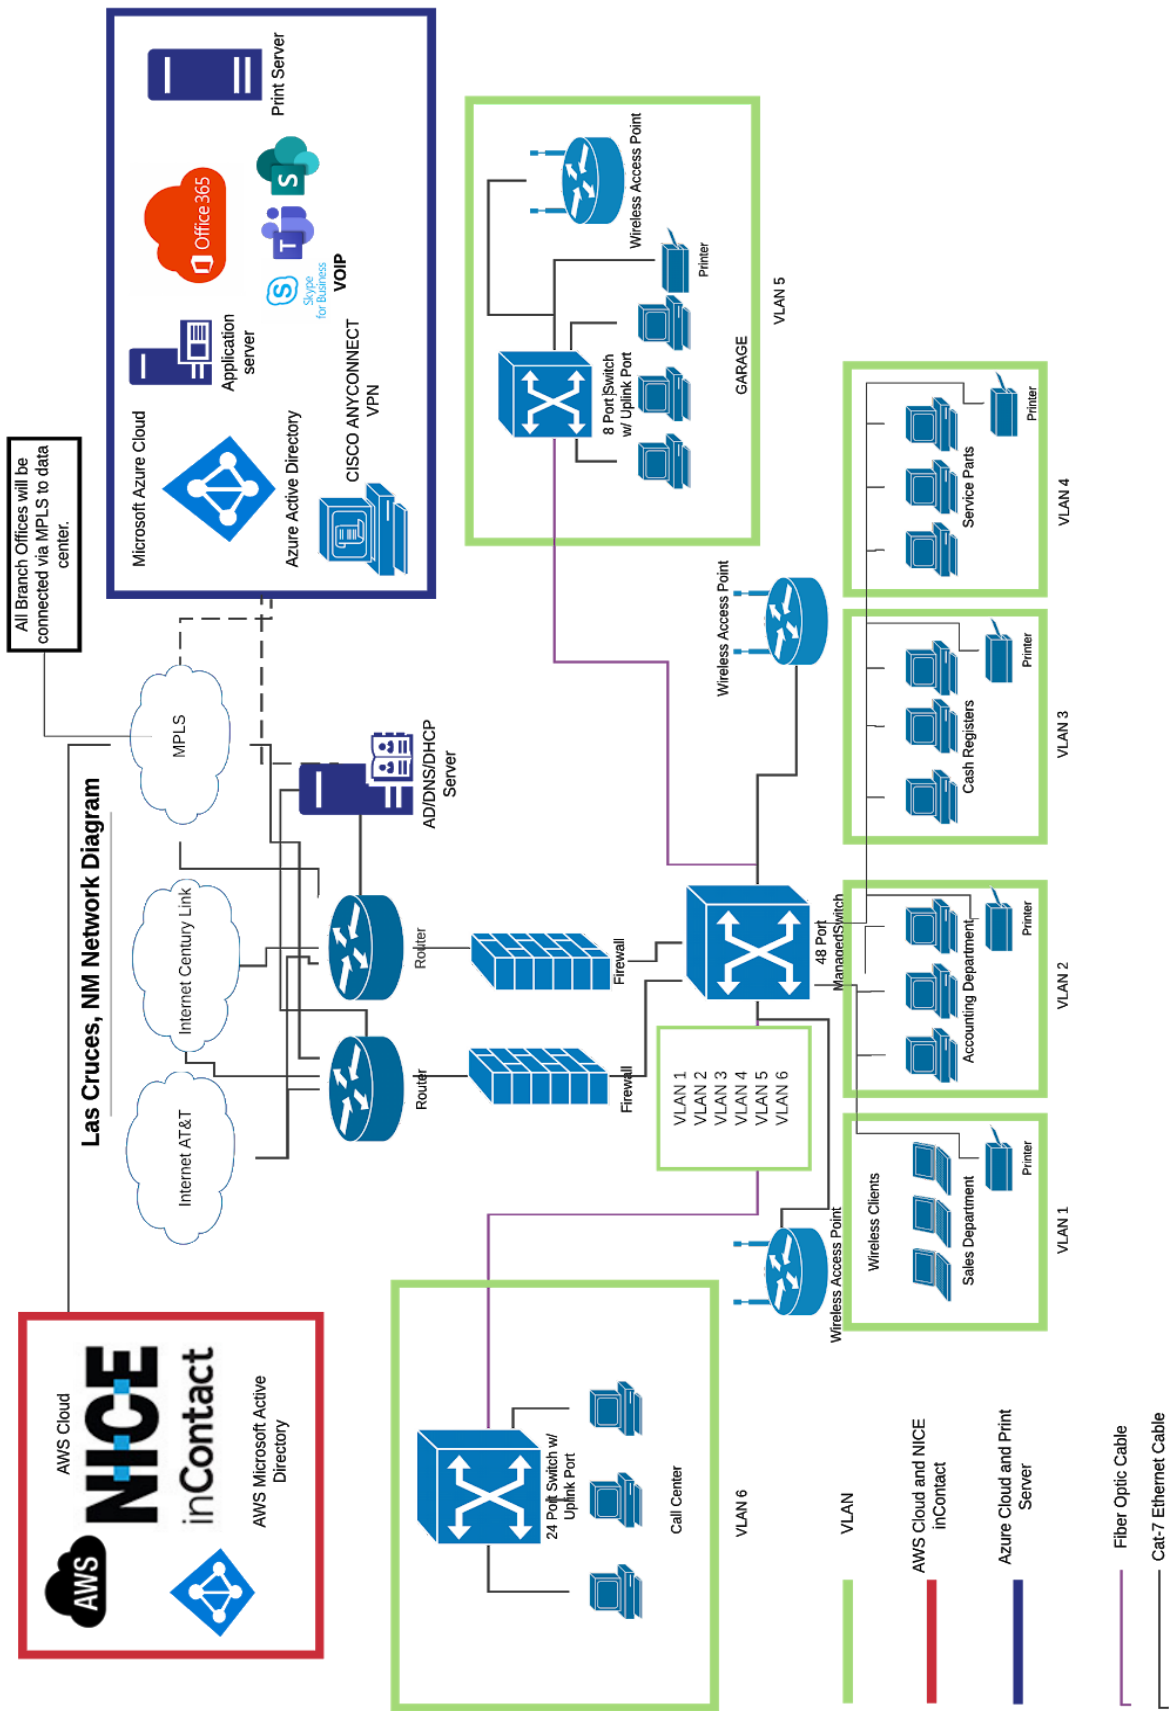 Las Cruces, NM Network Diagram
All Branch Offices will be
connected via MPLS to data
center.
AWS Cloud
AWS
NICE
inContact
AWS Microsoft Active
Directory
Internet AT&T
Internet Century Link
MPLS
Microsoft Azure Cloud
Azure Active Directory
CISCO ANYCONNECT
VPN
Application
server
Office 365
S
Skype
for Business
T
S
VOIP
Print Server
AD/DNS/DHCP
Server
Router
Router
Firewall
Firewall
24 Port Switch w/
Uplink Port
Call Center
VLAN 6
VLAN 1
VLAN 2
VLAN 3
VLAN 4
VLAN 5
VLAN 6
48 Port
ManagedSwitch
Wireless Access Point
Wireless Access Point
8 Port Switch
w/ Uplink Port
Wireless Access Point
Printer
GARAGE
VLAN 5
Wireless Clients
Sales Department
Printer
VLAN 1
Accounting Department
Printer
VLAN 2
Cash Registers
Printer
VLAN 3
Service Parts
Printer
VLAN 4
VLAN
AWS Cloud and NICE
inContact
Azure Cloud and Print
Server
Fiber Optic Cable
Cat-7 Ethernet Cable